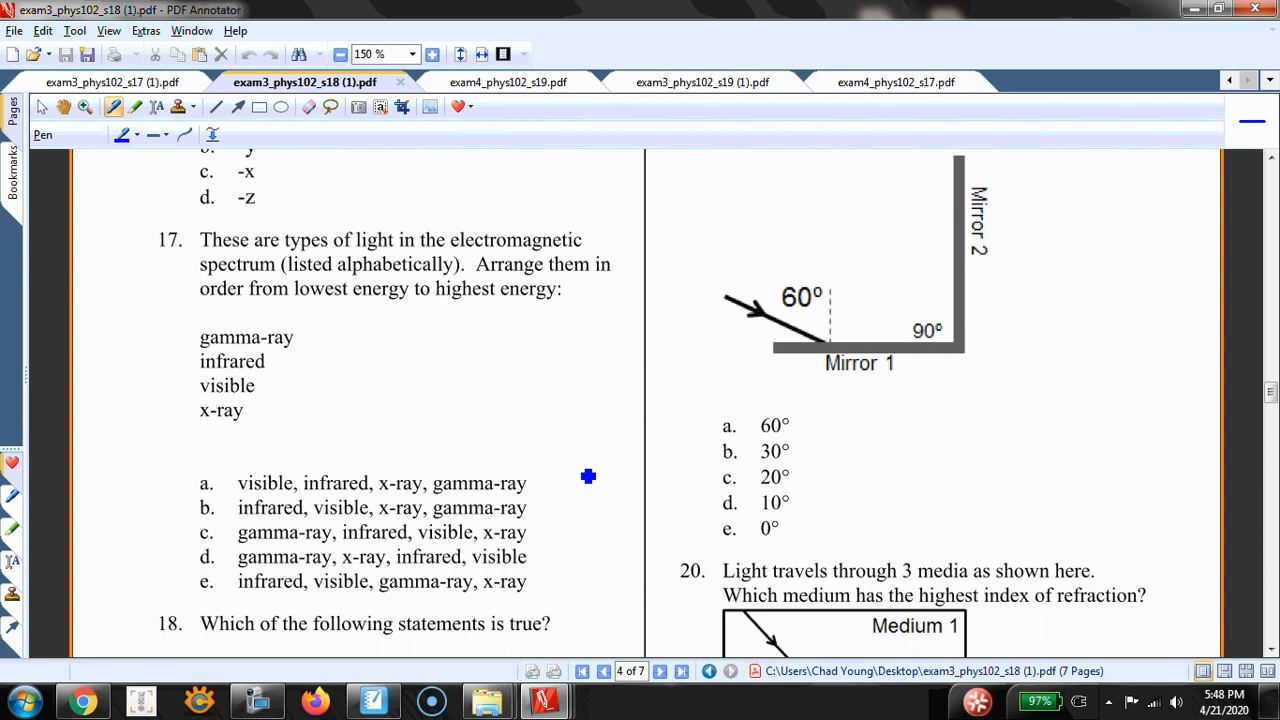 exam3_phys102_s18 (1).pdf - PDF Annotator
File Edit Tool View Extras Window Help
150 %
exam3_phys102_s17 (1).pdf
exam3_phys102_s18 (1).pdf
exam4_phys102_s19.pdf
exam3_phys102_s19 (1).pdf
exam4_phys102_s17.pdf
Pen
Pages
Bookmarks
c. -x
d. -z
17. These are types of light in the electromagnetic
spectrum (listed alphabetically). Arrange them in
order from lowest energy to highest energy:
gamma-ray
infrared
visible
x-ray
a. visible, infrared, x-ray, gamma-ray
b. infrared, visible, x-ray, gamma-ray
c. gamma-ray, infrared, visible, x-ray
d. gamma-ray, x-ray, infrared, visible
e. infrared, visible, gamma-ray, x-ray
18. Which of the following statements is true?
Mirror 2
60º
90º
Mirror 1
a. 60°
b. 30°
c. 20°
d. 10°
e. 0°
20. Light travels through 3 media as shown here.
Which medium has the highest index of refraction?
Medium 1
4 of 7
C:\Users\Chad Young\Desktop\exam3_phys102_s18 (1).pdf (7 Pages)
97%
5:48 PM
4/21/2020